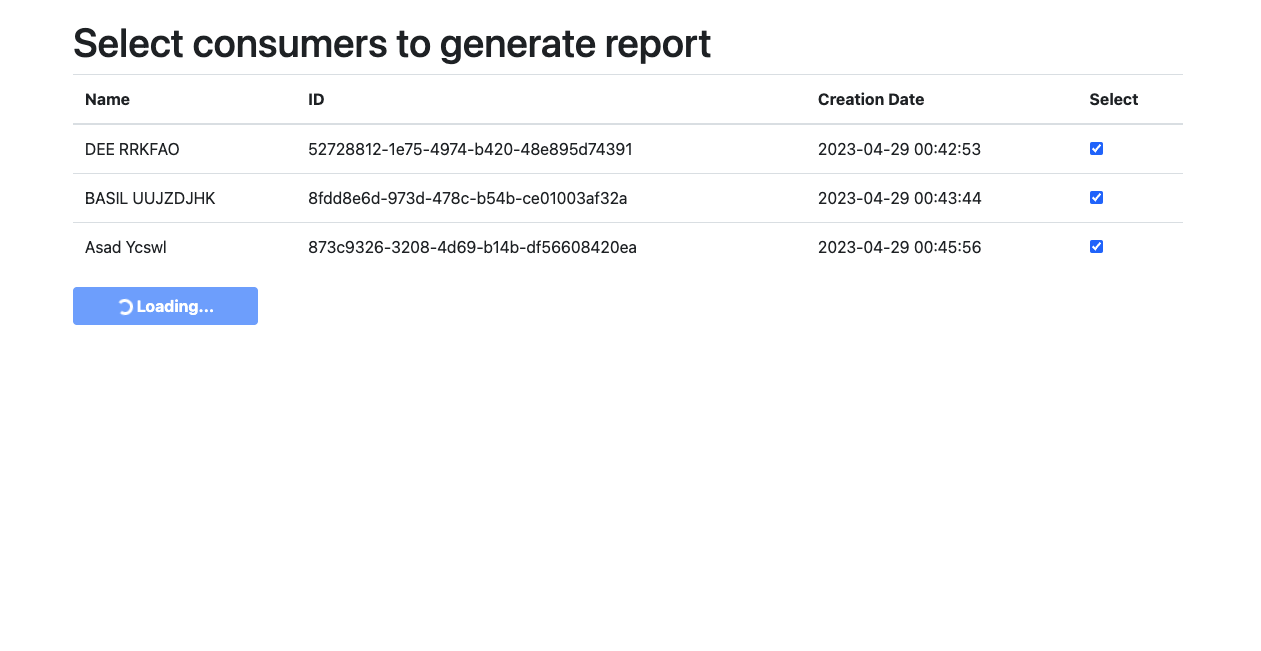 Select consumers to generate report
Name ID Creation Date Select
DEE RRKFAO 52728812-1e75-4974-b420-48e895d74391 2023-04-29 00:42:53
BASIL UUJZDJHK 8fdd8e6d-973d-478c-b54b-ce01003af32a 2023-04-29 00:43:44
Asad Ycswl 873c9326-3208-4d69-b14b-df56608420ea 2023-04-29 00:45:56
Loading...